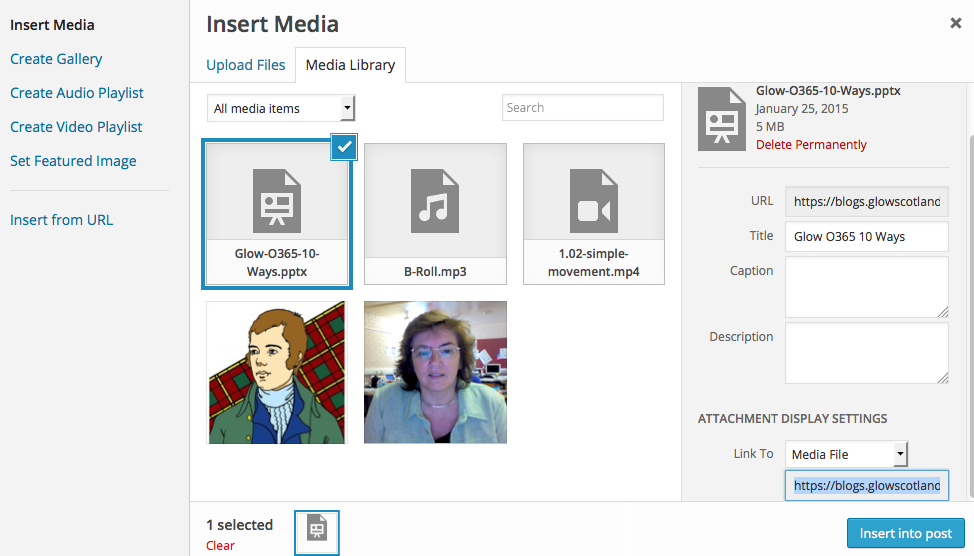 Insert Media
Create Gallery
Create Audio Playlist
Create Video Playlist
Set Featured Image
Insert from URL
Insert Media
Upload Files
Media Library
All media items
Search
Glow-O365-10-
Ways.pptx
B-Roll.mp3
1.02-simple-
movement.mp4
Glow-O365-10-Ways.pptx
January 25, 2015
5 MB
Delete Permanently
URL https://blogs.glowscotland
Title Glow O365 10 Ways
Caption
Description
ATTACHMENT DISPLAY SETTINGS
Link To Media File
https://blogs.glowscotland
1 selected
Clear
Insert into post